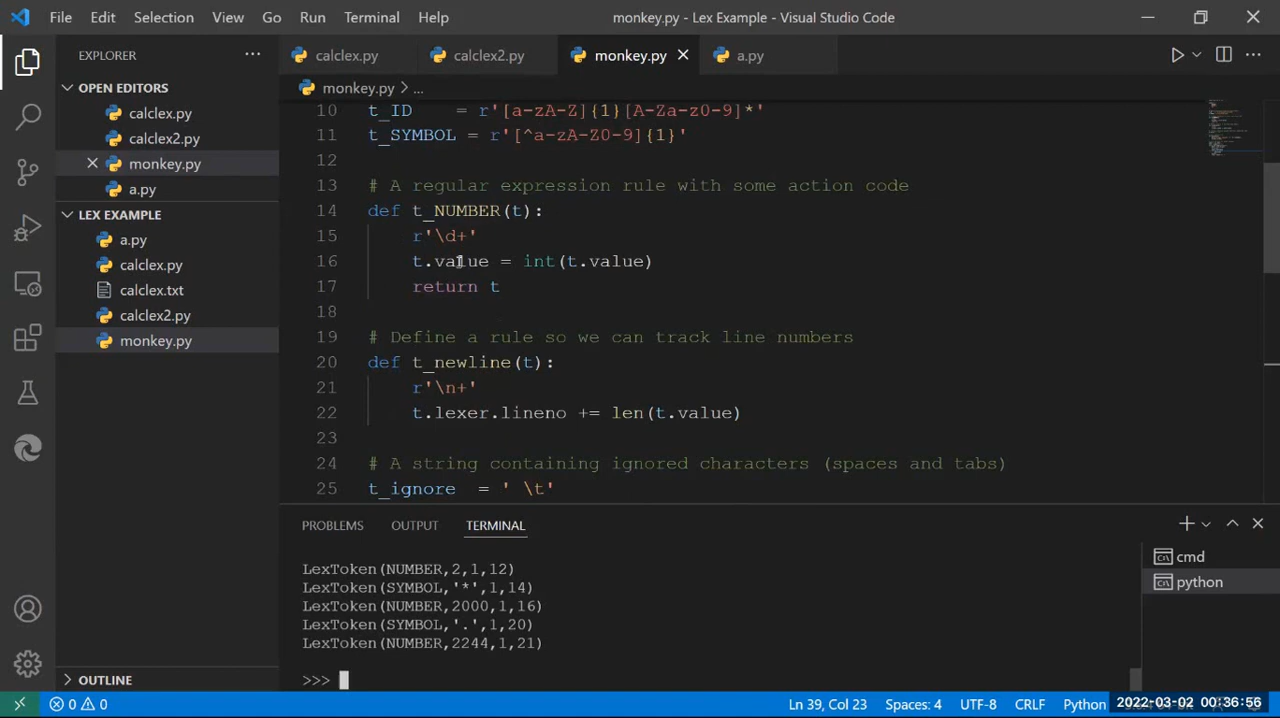 File Edit Selection View Go Run Terminal Help monkey.py - Lex Example - Visual Studio Code
EXPLORER
OPEN EDITORS
calclex.py
calclex2.py
monkey.py
a.py
LEX EXAMPLE
a.py
calclex.py
calclex.txt
calclex2.py
monkey.py
OUTLINE
calclex.py calclex2.py monkey.py a.py
monkey.py > ...
10 t_ID = r'[a-zA-Z]{1}[A-Za-z0-9]*'
11 t_SYMBOL = r'[^a-zA-Z0-9]{1}'
12
13 # A regular expression rule with some action code
14 def t_NUMBER(t):
15 r'\d+'
16 t.value = int(t.value)
17 return t
18
19 # Define a rule so we can track line numbers
20 def t_newline(t):
21 r'\n+'
22 t.lexer.lineno += len(t.value)
23
24 # A string containing ignored characters (spaces and tabs)
25 t_ignore = ' \t'
PROBLEMS OUTPUT TERMINAL
LexToken(NUMBER,2,1,12)
LexToken(SYMBOL,'*',1,14)
LexToken(NUMBER,2000,1,16)
LexToken(SYMBOL,'.',1,20)
LexToken(NUMBER,2244,1,21)
>>>
cmd
python
0 0 Ln 39, Col 23 Spaces: 4 UTF-8 CRLF Python 2022-03-02 00:36:56